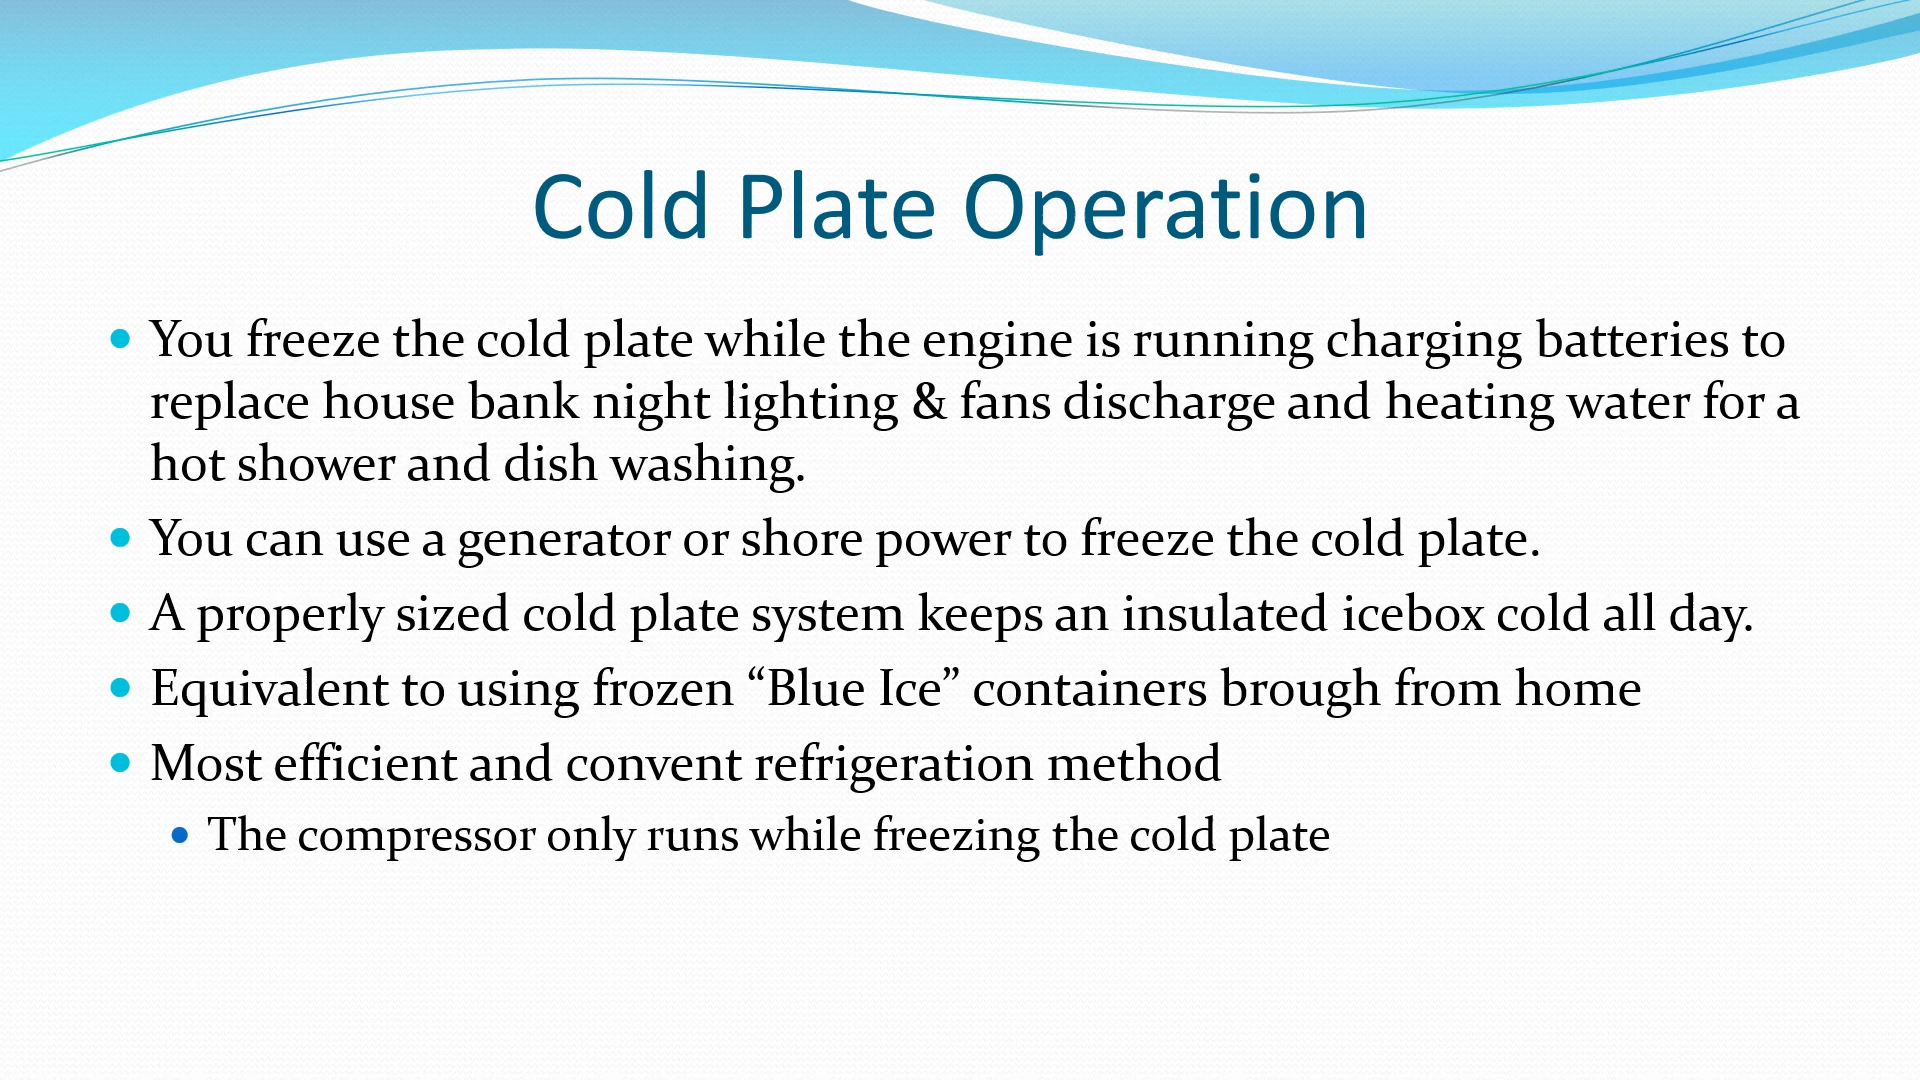 Cold Plate Operation
• You freeze the cold plate while the engine is running charging batteries to
replace house bank night lighting & fans discharge and heating water for a
hot shower and dish washing.
• You can use a generator or shore power to freeze the cold plate.
• A properly sized cold plate system keeps an insulated icebox cold all day.
• Equivalent to using frozen “Blue Ice” containers brough from home
• Most efficient and convent refrigeration method
• The compressor only runs while freezing the cold plate